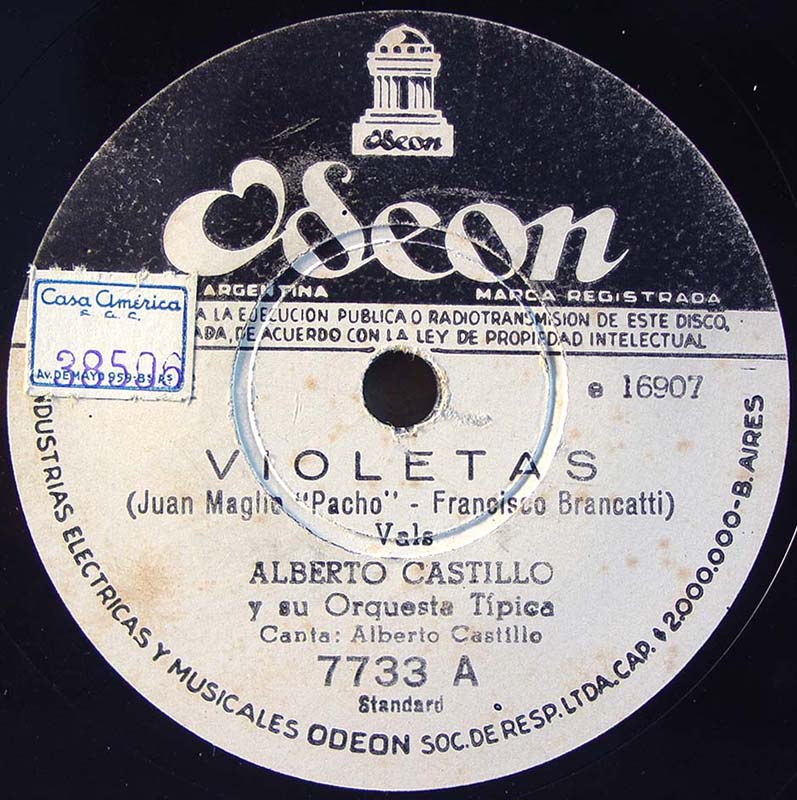 Odeon
Odeon
ARGENTINA MARCA REGISTRADA
A LA EJECUCION PUBLICA O RADIOTRANSMISION DE ESTE DISCO,
DE ACUERDO CON LA LEY DE PROPIEDAD INTELECTUAL
Casa América
S. A. C.
38506
AV. DE MAYO 959-Bs As
e 16907
VIOLETAS
(Juan Maglio "Pacho" - Francisco Brancatti)
Vals
ALBERTO CASTILLO
y su Orquesta Típica
Canta: Alberto Castillo
7733 A
Standard
INDUSTRIAS ELECTRICAS Y MUSICALES ODEON SOC. DE RESP. LTDA. CAP. $ 2.000.000-B. AIRES